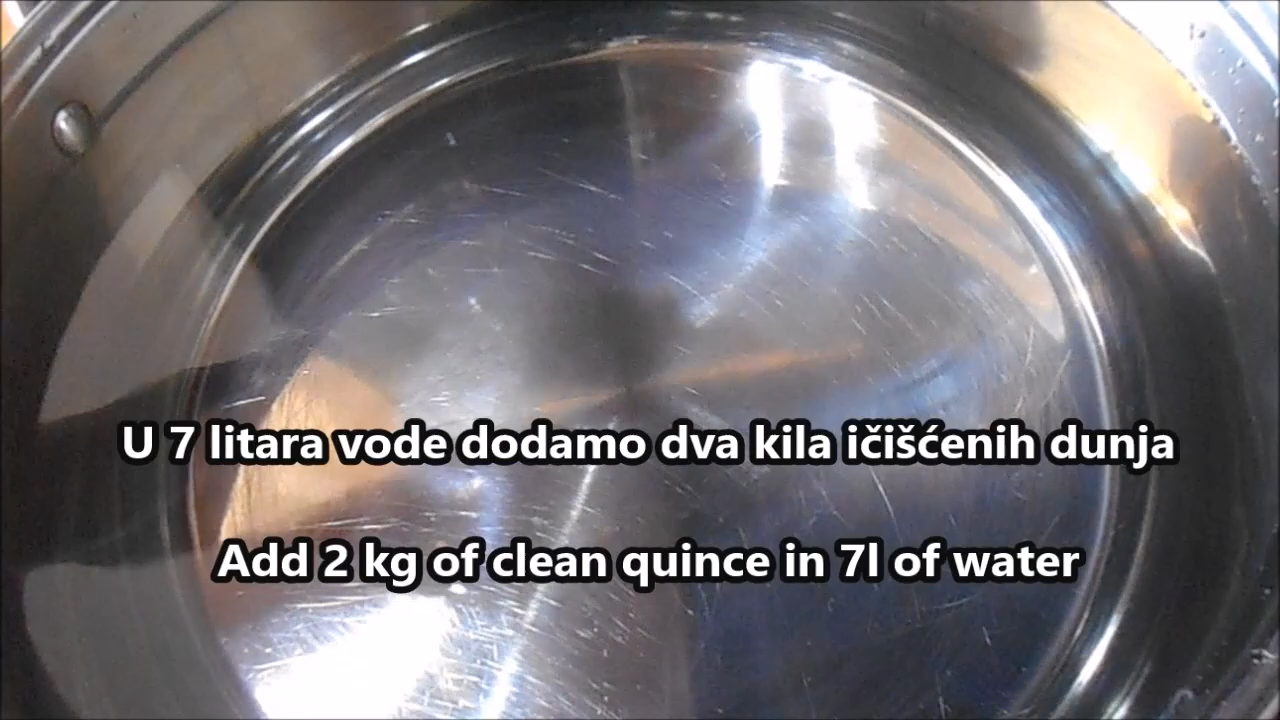 U 7 litara vode dodamo dva kila ičišćenih dunja
Add 2 kg of clean quince in 7l of water